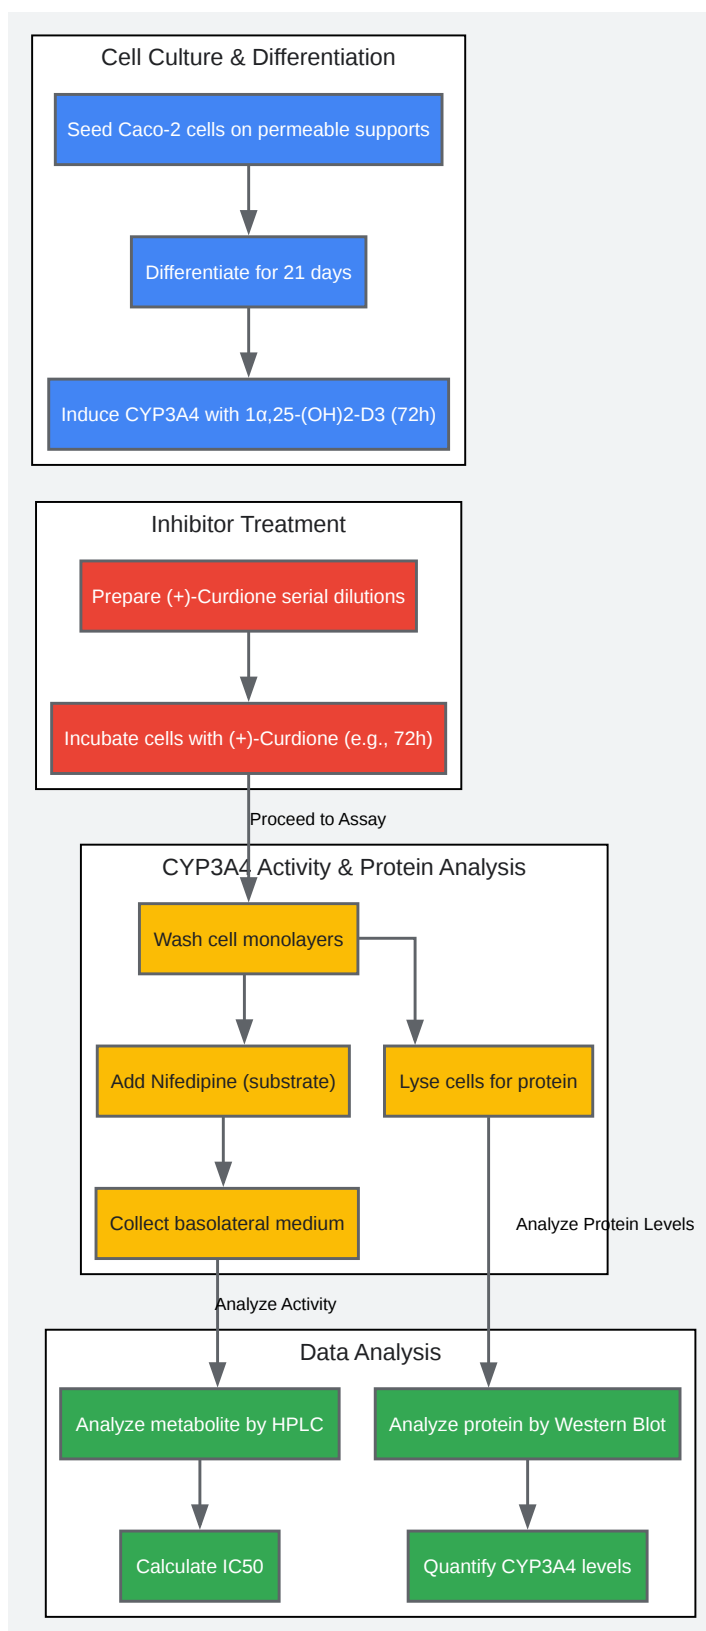 Cell Culture & Differentiation
Seed Caco-2 cells on permeable supports
Differentiate for 21 days
Induce CYP3A4 with 1α,25-(OH)2-D3 (72h)
Inhibitor Treatment
Prepare (+)-Curdione serial dilutions
Incubate cells with (+)-Curdione (e.g., 72h)
Proceed to Assay
CYP3A4 Activity & Protein Analysis
Wash cell monolayers
Add Nifedipine (substrate)
Lyse cells for protein
Collect basolateral medium
Analyze Protein Levels
Analyze Activity
Data Analysis
Analyze metabolite by HPLC
Analyze protein by Western Blot
Calculate IC50
Quantify CYP3A4 levels